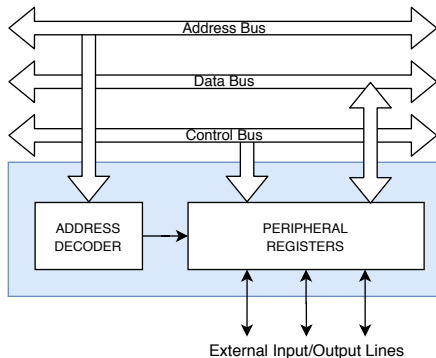 Address Bus
Data Bus
Control Bus
ADDRESS
DECODER
PERIPHERAL
REGISTERS
External Input/Output Lines